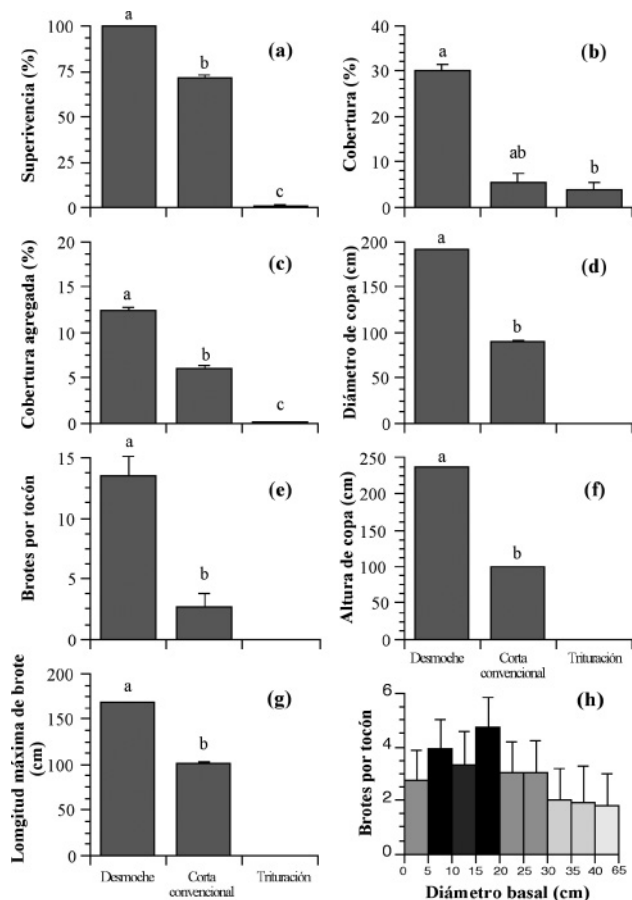 a
b
c
(a)
100
75
50
25
0
Superivencia (%)
a
ab
b
(b)
40
30
20
10
0
Cobertura (%)
a
b
c
(c)
20
15
10
5
0
Cobertura agregada (%)
a
b
(d)
200
150
100
50
0
Diámetro de copa (cm)
a
b
(e)
15
10
5
0
Brotes por tocón
a
b
(f)
250
200
150
100
50
0
Altura de copa (cm)
Desmoche Corta convencional Trituración
a
b
(g)
200
150
100
50
0
Lomgitud máxima de brote
(cm)
Desmoche Corta convencional Trituración
(h)
6
4
2
0
Brotes por tocón
0 5 10 15 20 25 30 35 40 65
Diámetro basal (cm)